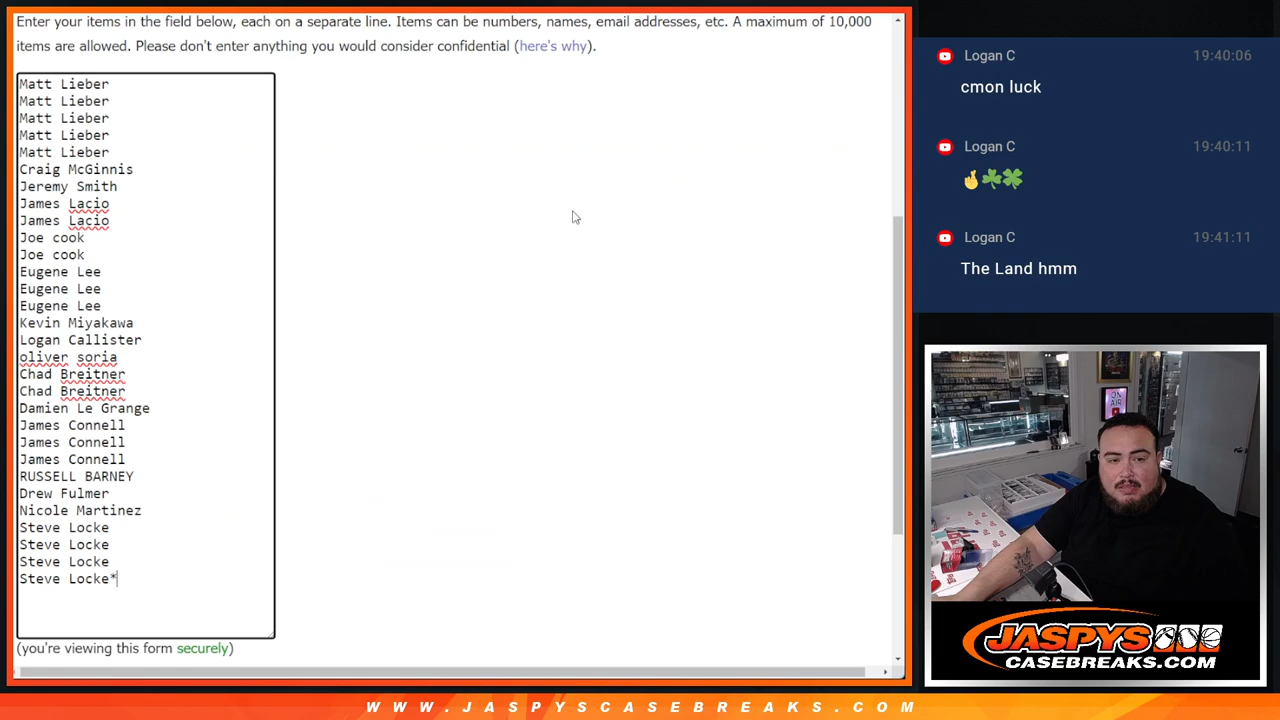 Enter your items in the field below, each on a separate line. Items can be numbers, names, email addresses, etc. A maximum of 10,000
items are allowed. Please don't enter anything you would consider confidential (here's why).
Matt Lieber
Matt Lieber
Matt Lieber
Matt Lieber
Matt Lieber
Craig McGinnis
Jeremy Smith
James Lacio
James Lacio
Joe cook
Joe cook
Eugene Lee
Eugene Lee
Eugene Lee
Kevin Miyakawa
Logan Callister
oliver soria
Chad Breitner
Chad Breitner
Damien Le Grange
James Connell
James Connell
James Connell
RUSSELL BARNEY
Drew Fulmer
Nicole Martinez
Steve Locke
Steve Locke
Steve Locke
Steve Locke*
(you're viewing this form securely)
Logan C 19:40:06
cmon luck
Logan C 19:40:11
🤞☘️🍀
Logan C 19:41:11
The Land hmm
ON
AIR
JASPYS
CASEBREAKS.COM
WWW.JASPYSCASEBREAKS.COM